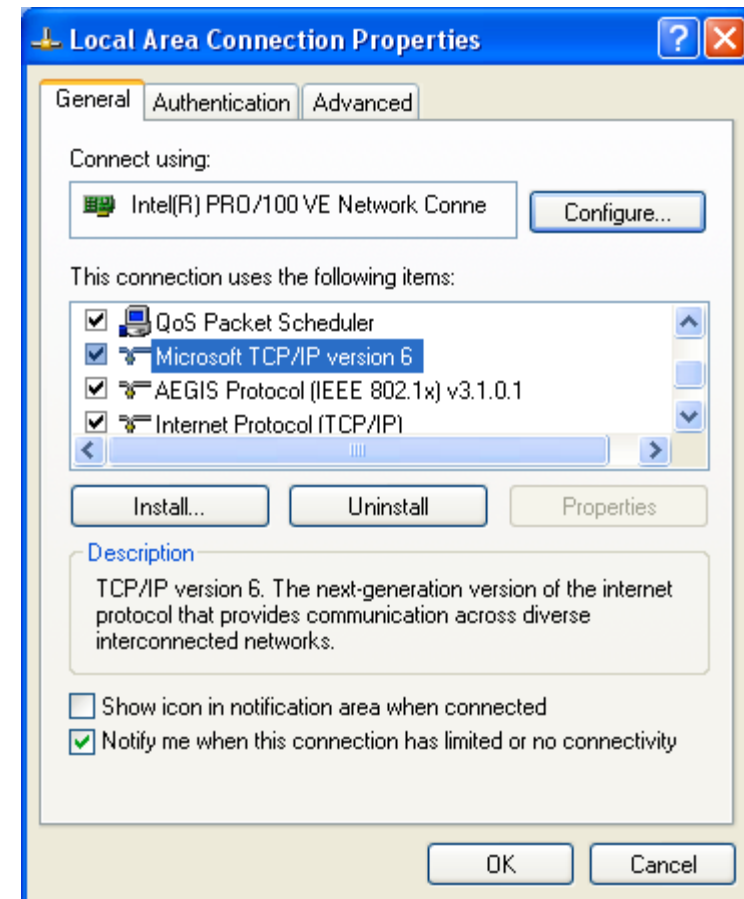 Local Area Connection Properties
General Authentication Advanced
Connect using:
Intel(R) PRO/100 VE Network Conne
Configure...
This connection uses the following items:
QoS Packet Scheduler
Microsoft TCP/IP version 6
AEGIS Protocol (IEEE 802.1x) v3.1.0.1
Internet Protocol (TCP/IP)
Install... Uninstall Properties
Description
TCP/IP version 6. The next-generation version of the internet
protocol that provides communication across diverse
interconnected networks.
Show icon in notification area when connected
Notify me when this connection has limited or no connectivity
OK Cancel